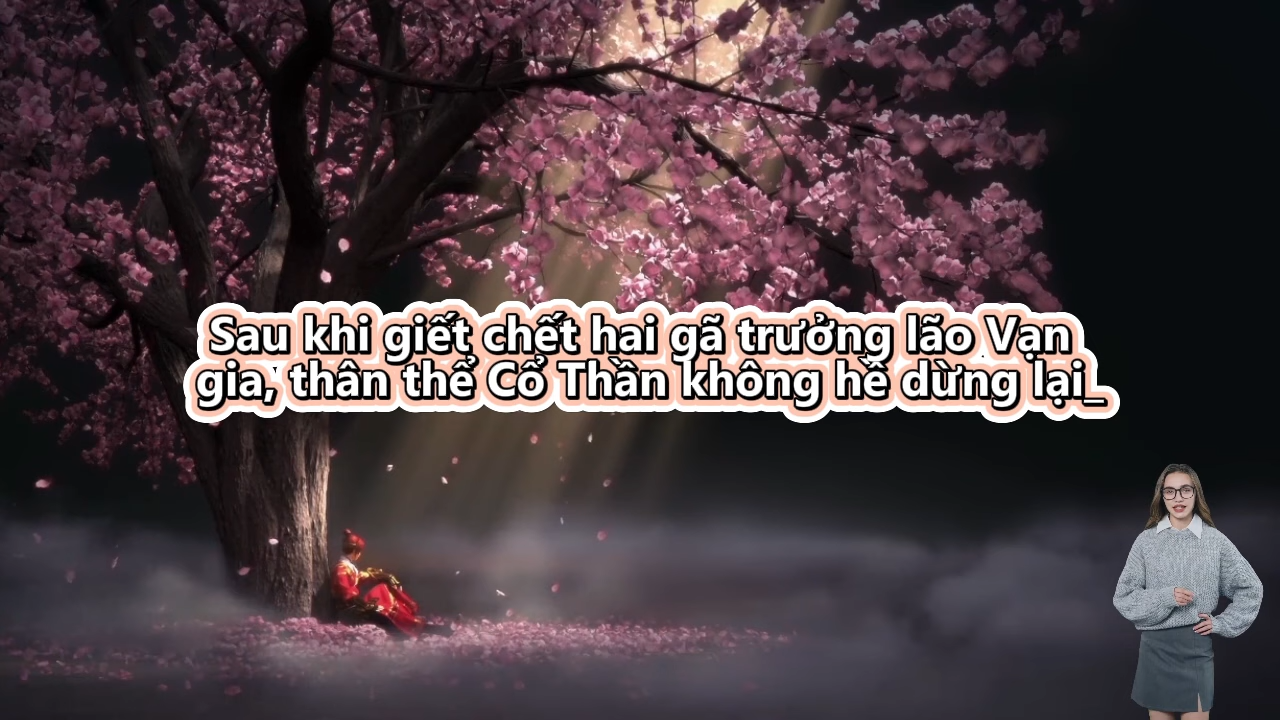 Sau khi giết chết hai gã trưởng lão Vạn
gia, thân thể Cổ Thần không hề dừng lại_